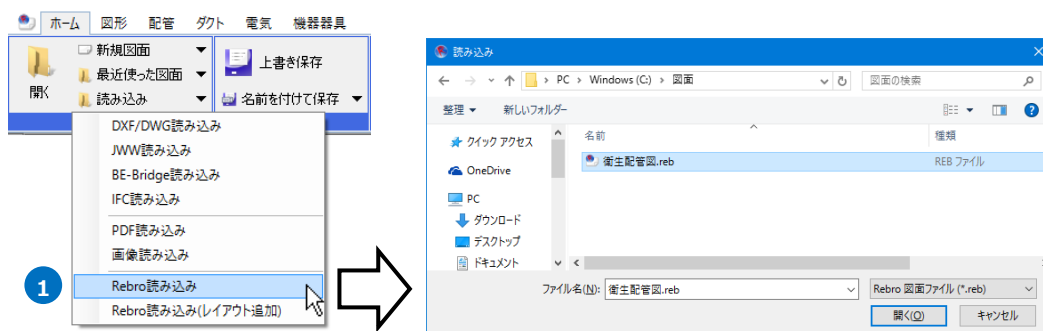 ホーム 図形 配管 ダクト 電気 機器器具
開く
新規図面
最近使った図面
読み込み
上書き保存
名前を付けて保存
DXF/DWG読み込み
JWW読み込み
BE-Bridge読み込み
IFC読み込み
PDF読み込み
画像読み込み
Rebro読み込み
Rebro読み込み(レイアウト追加)
1
読み込み
PC › Windows (C:) › 図面
図面の検索
整理 新しいフォルダー
名前 種類
クイック アクセス
衛生配管図.reb REB ファイル
OneDrive
PC
ダウンロード
デスクトップ
ドキュメント
ファイル名(N): 衛生配管図.reb Rebro 図面ファイル (*.reb)
開く(O) キャンセル